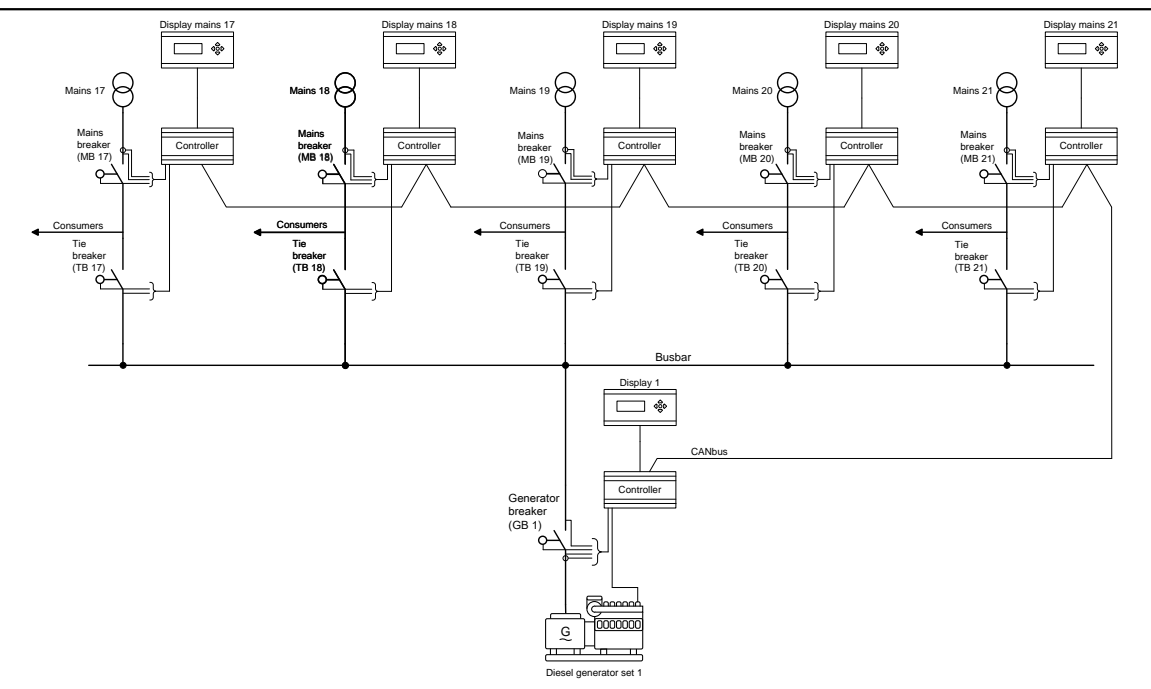 Display mains 17
Display mains 18
Display mains 19
Display mains 20
Display mains 21
Mains 17
Mains 18
Mains 19
Mains 20
Mains 21
Mains
breaker
(MB 17)
Controller
Mains
breaker
(MB 18)
Controller
Mains
breaker
(MB 19)
Controller
Mains
breaker
(MB 20)
Controller
Mains
breaker
(MB 21)
Controller
Consumers
Tie
breaker
(TB 17)
Consumers
Tie
breaker
(TB 18)
Consumers
Tie
breaker
(TB 19)
Consumers
Tie
breaker
(TB 20)
Consumers
Tie
breaker
(TB 21)
Busbar
Display 1
CANbus
Controller
Generator
breaker
(GB 1)
G
Diesel generator set 1